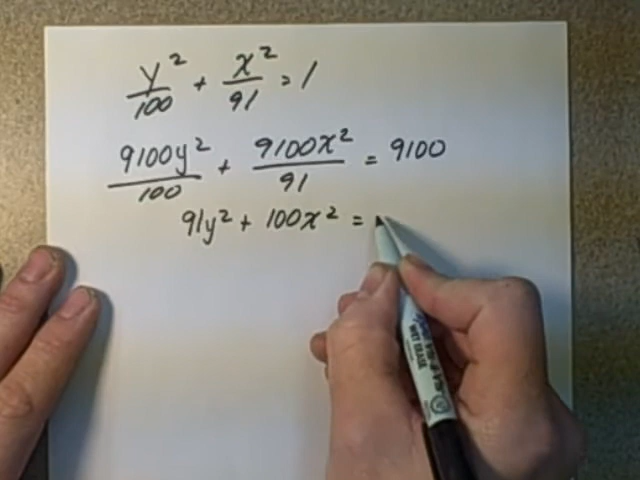 y²/100 + x²/91 = 1
9100y²/100 + 9100x²/91 = 9100
91y² + 100x² =